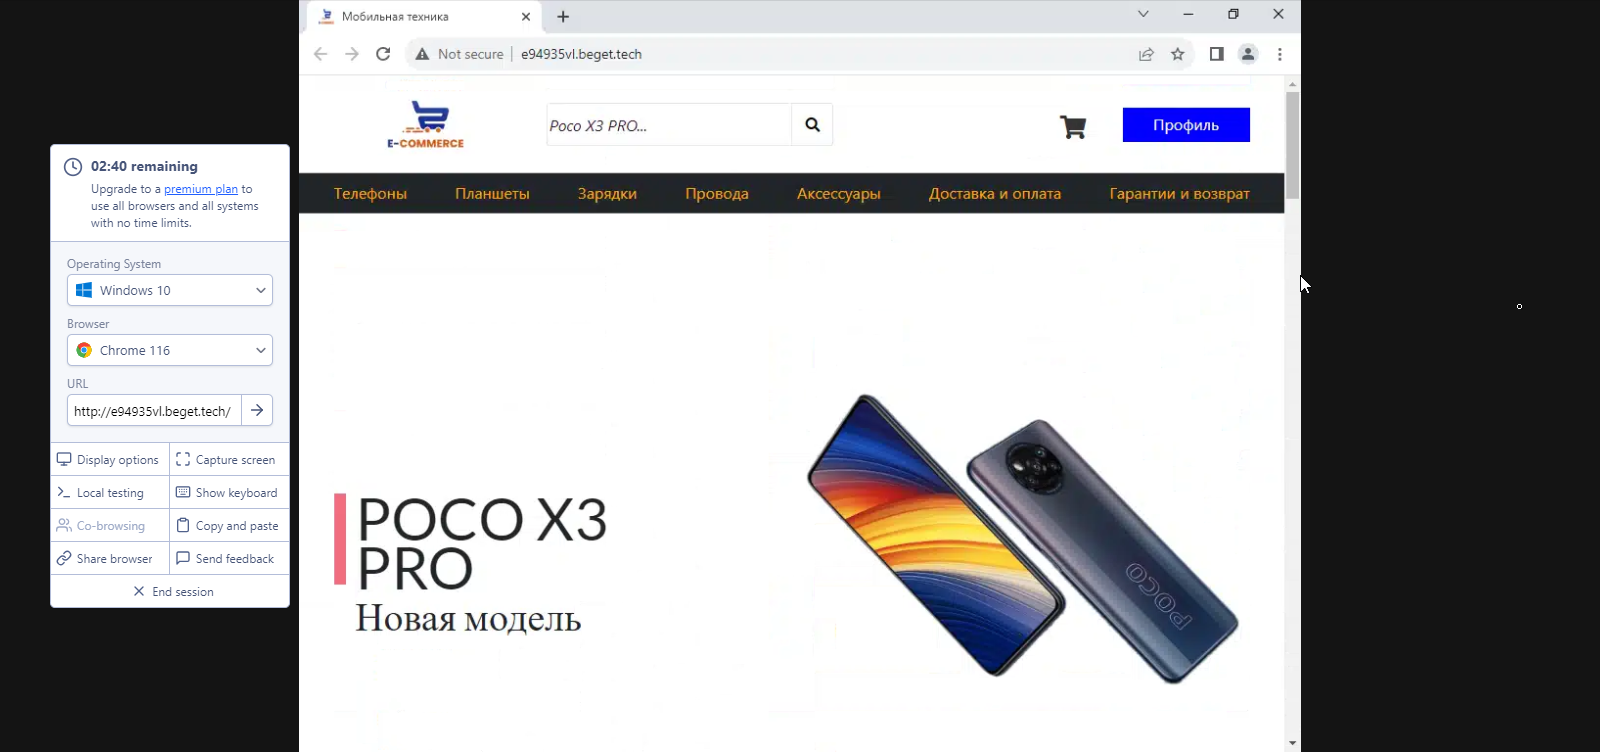 Мобильная техника
Not secure
e94935vl.beget.tech
E-COMMERCE
Poco X3 PRO...
Профиль
Телефоны
Планшеты
Зарядки
Провода
Аксессуары
Доставка и оплата
Гарантии и возврат
POCO X3
PRO
Новая модель
POCO
02:40 remaining
Upgrade to a premium plan to
use all browsers and all systems
with no time limits.
Operating System
Windows 10
Browser
Chrome 116
URL
http://e94935vl.beget.tech/
Display options
Capture screen
Local testing
Show keyboard
Co-browsing
Copy and paste
Share browser
Send feedback
End session